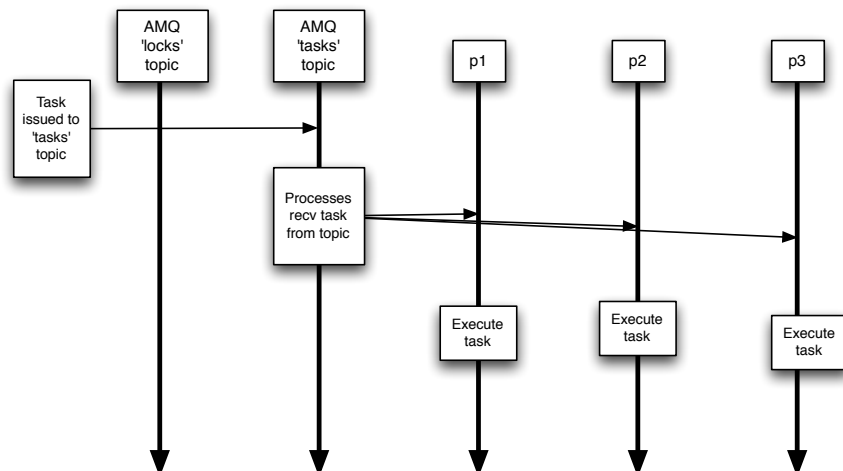 AMQ
'locks'
topic
AMQ
'tasks'
topic
p1
p2
p3
Task
issued to
'tasks'
topic
Processes
recv task
from topic
Execute
task
Execute
task
Execute
task